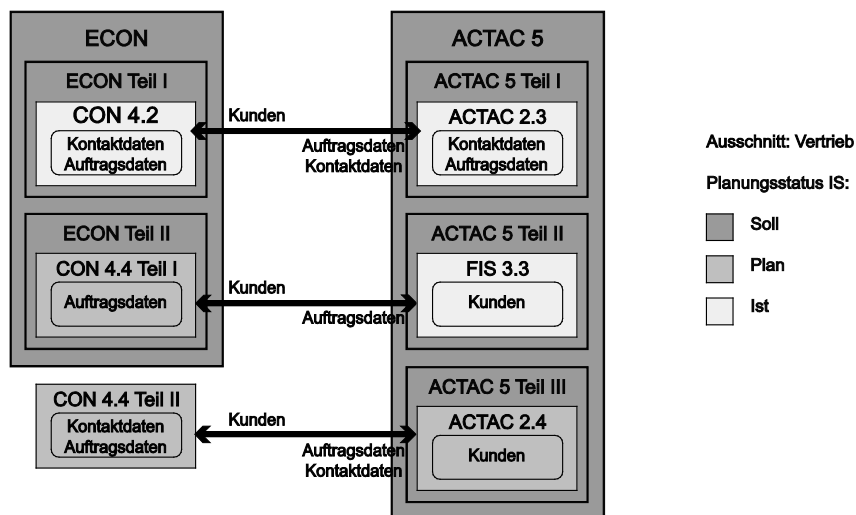 ECON
ECON Teil I
CON 4.2
Kontaktdaten
Auftragsdaten
ECON Teil II
CON 4.4 Teil I
Auftragsdaten
CON 4.4 Teil II
Kontaktdaten
Auftragsdaten
Kunden
Auftragsdaten
Kontaktdaten
Kunden
Auftragsdaten
Kunden
Auftragsdaten
Kontaktdaten
ACTAC 5
ACTAC 5 Teil I
ACTAC 2.3
Kontaktdaten
Auftragsdaten
ACTAC 5 Teil II
FIS 3.3
Kunden
ACTAC 5 Teil III
ACTAC 2.4
Kunden
Ausschnitt: Vertrieb
Planungsstatus IS:
Soll
Plan
Ist